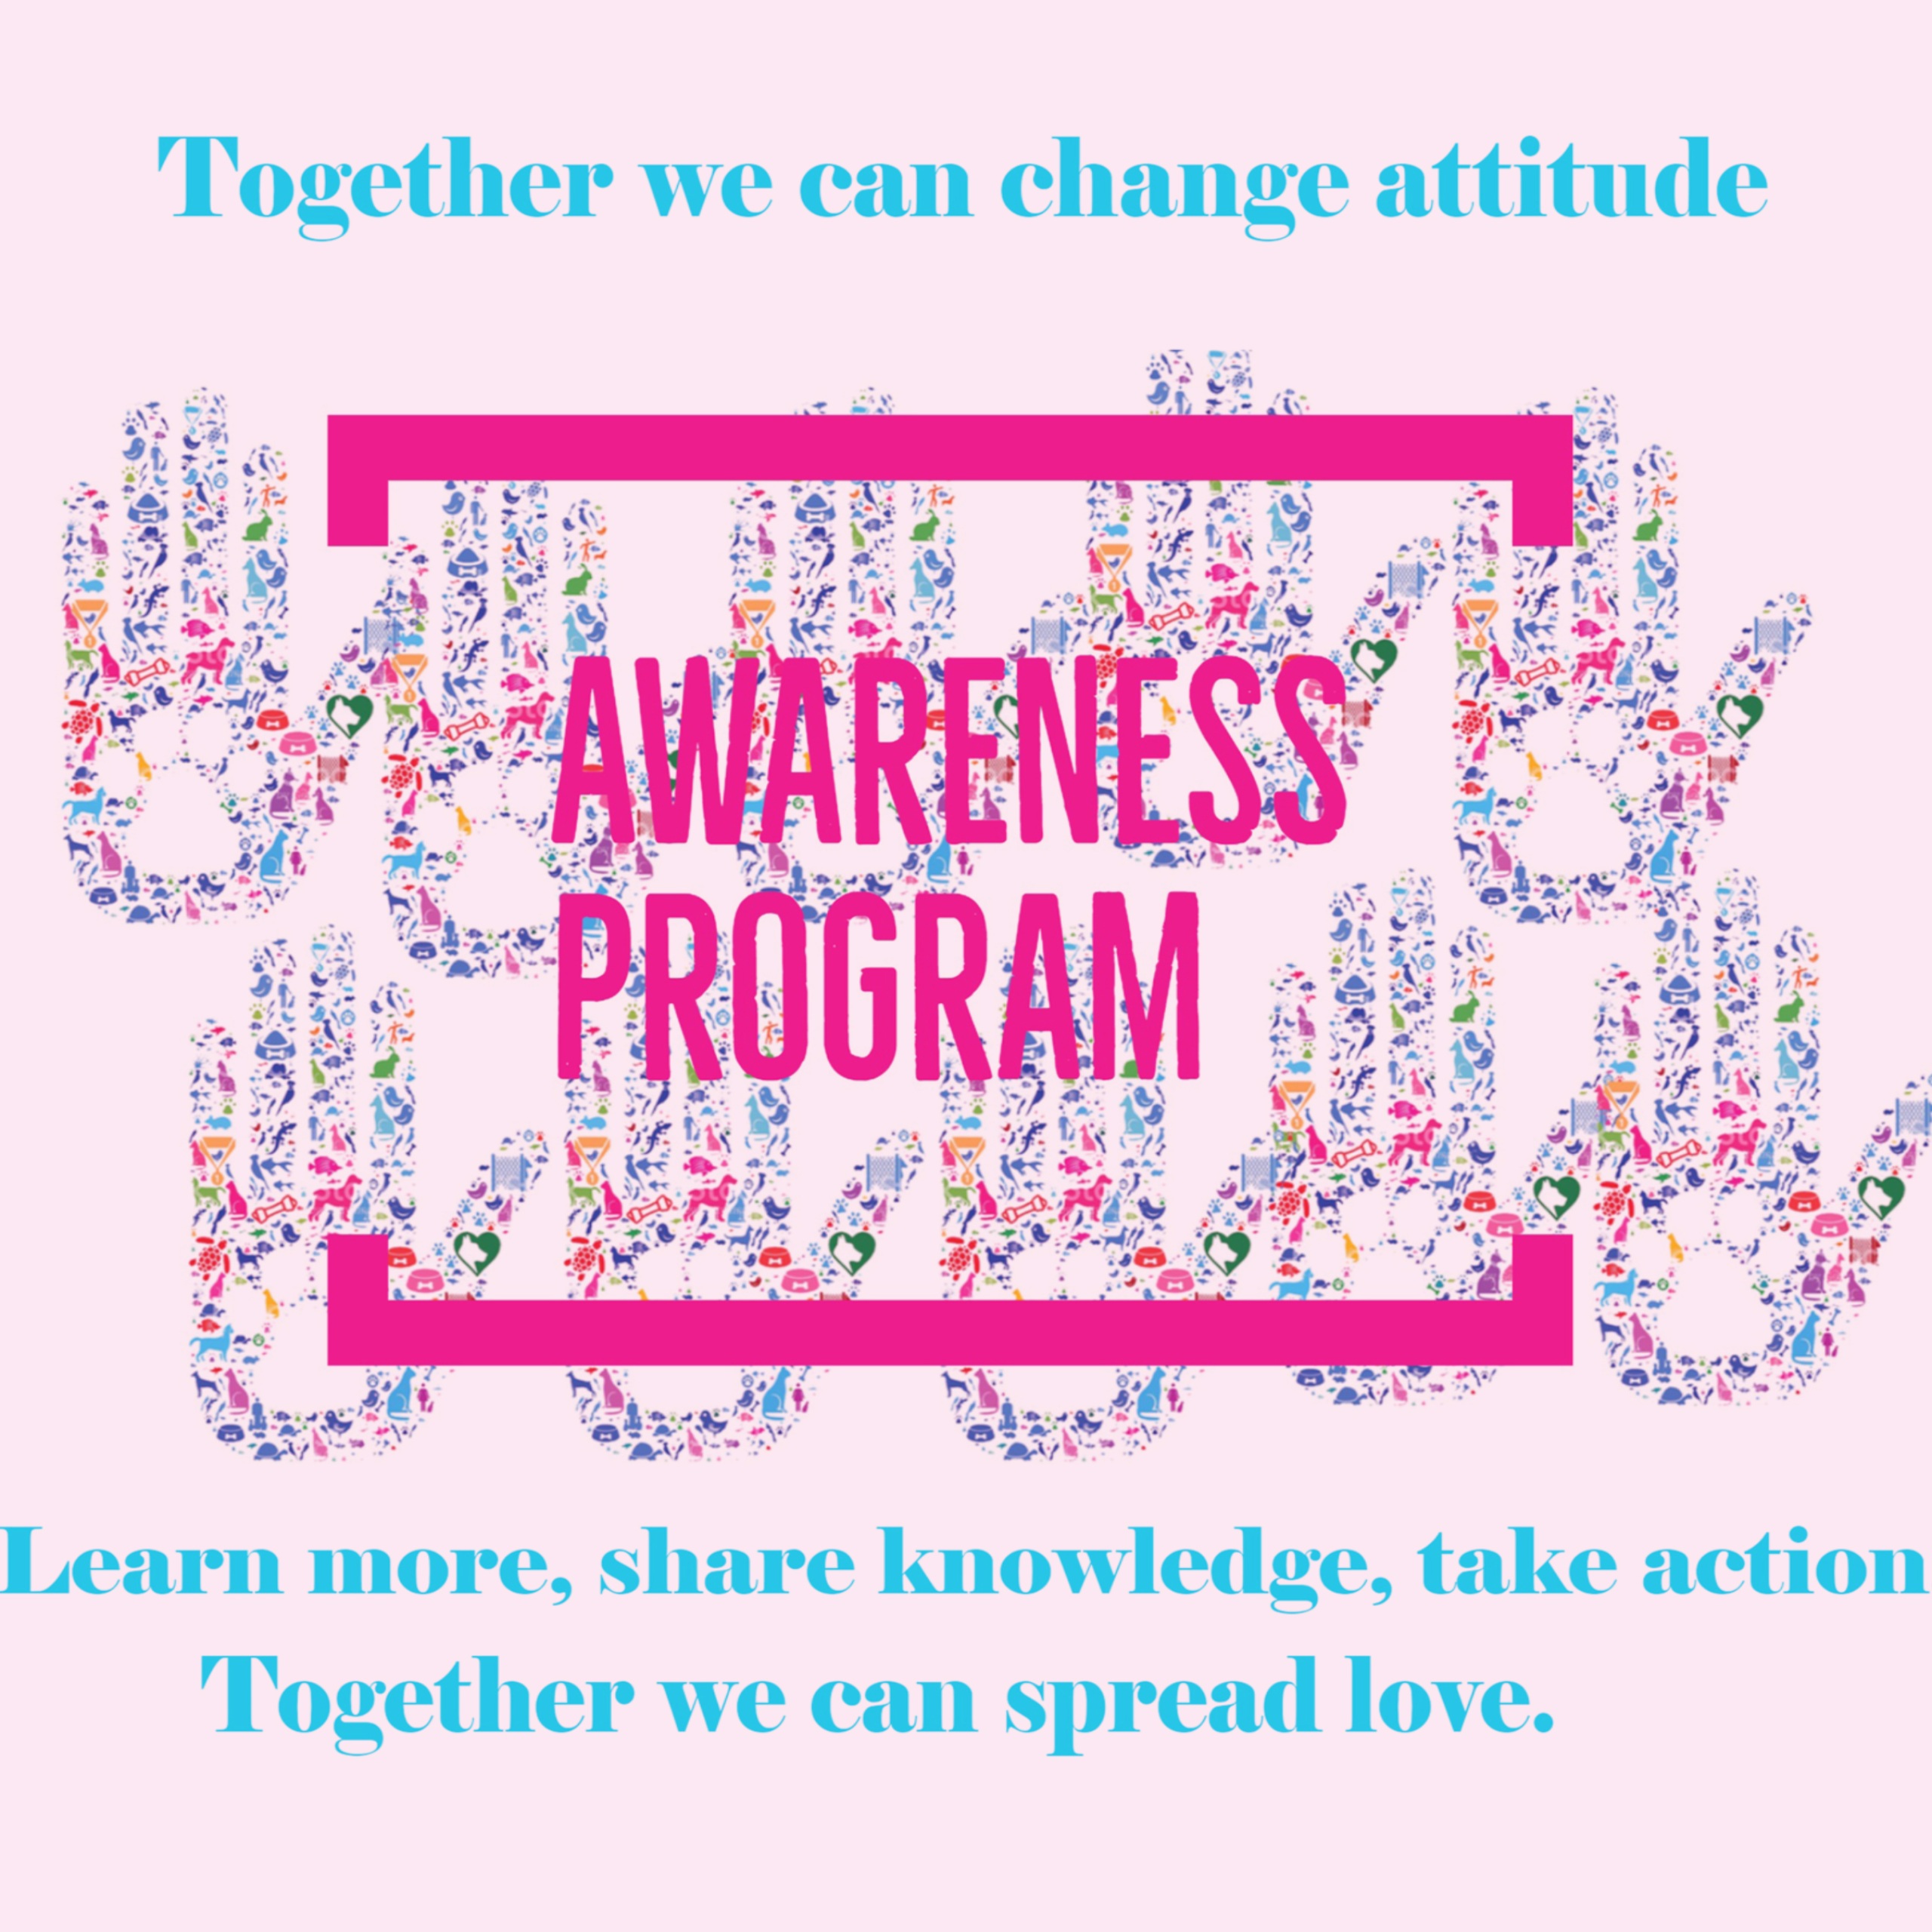 Together we can change attitude
AWARENESS
PROGRAM
Learn more, share knowledge, take action
Together we can spread love.